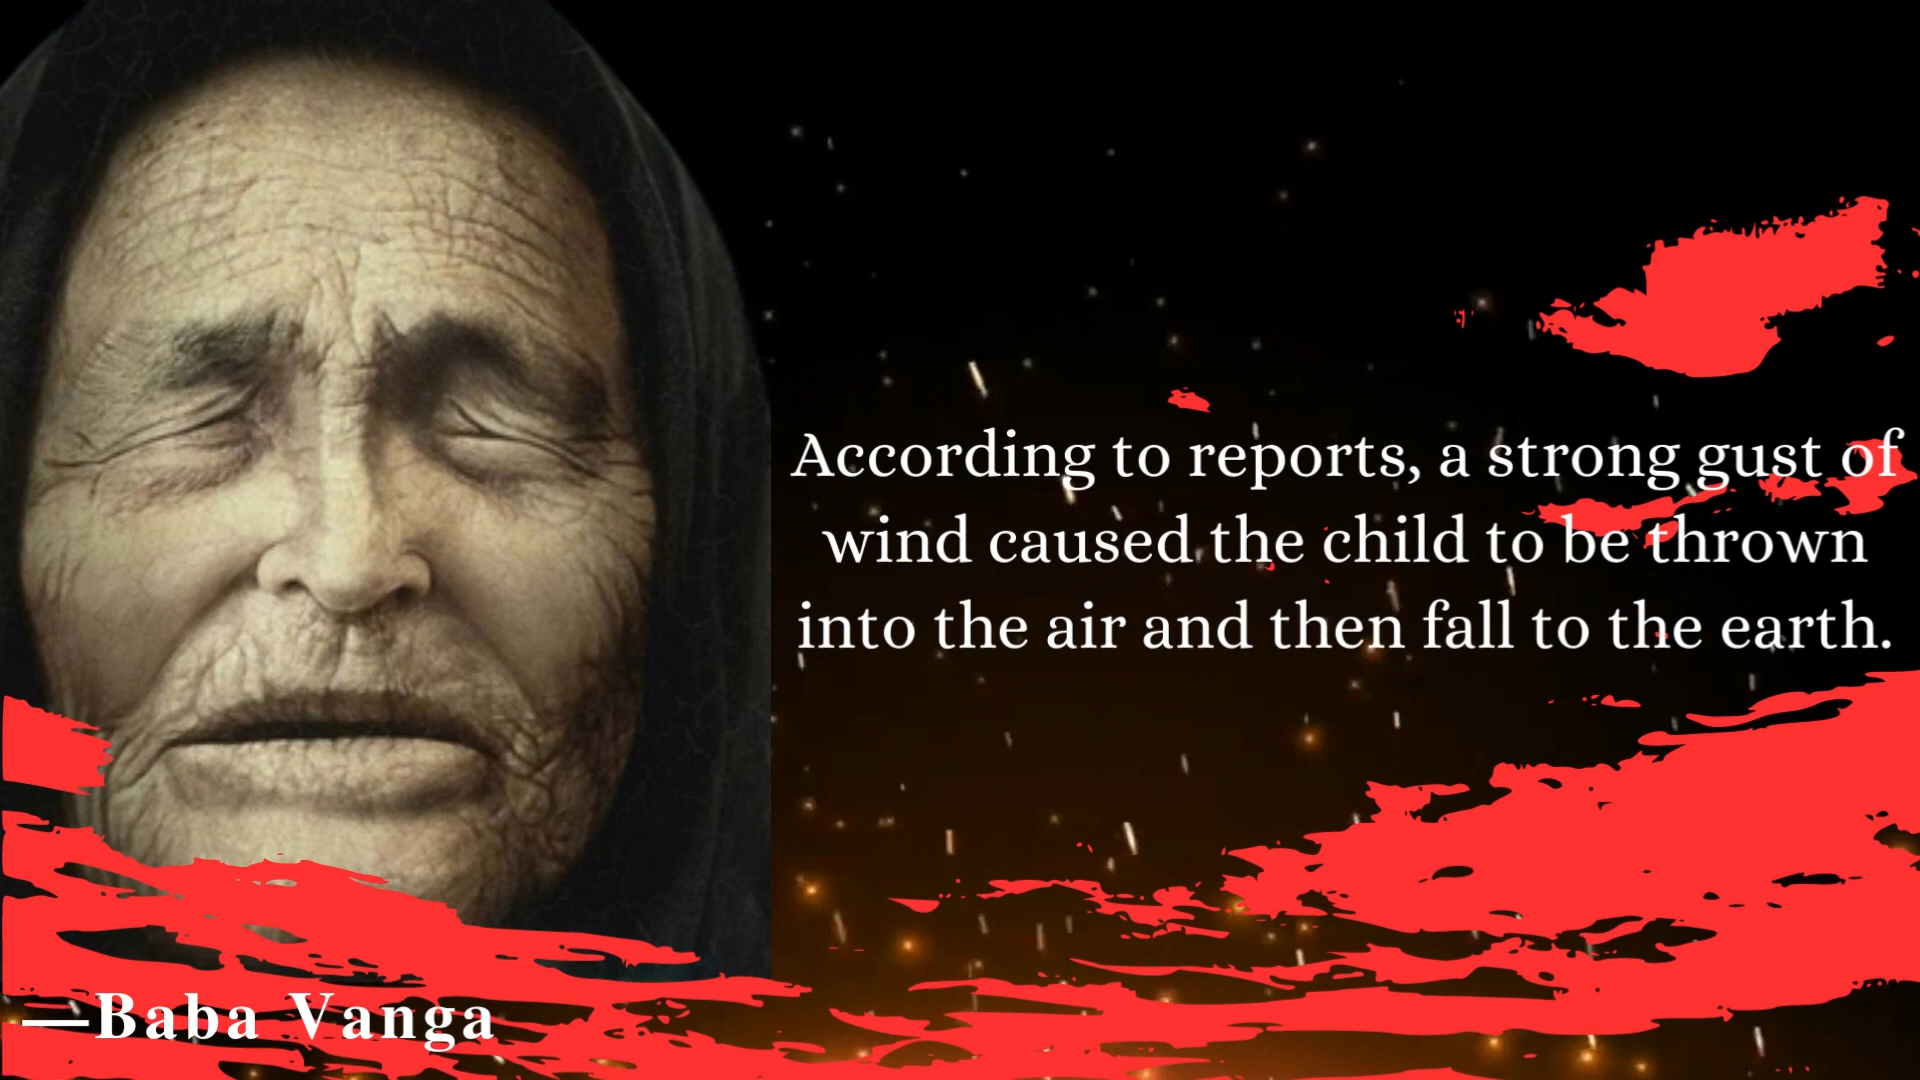 According to reports, a strong gust of
wind caused the child to be thrown
into the air and then fall to the earth.
—Baba Vanga